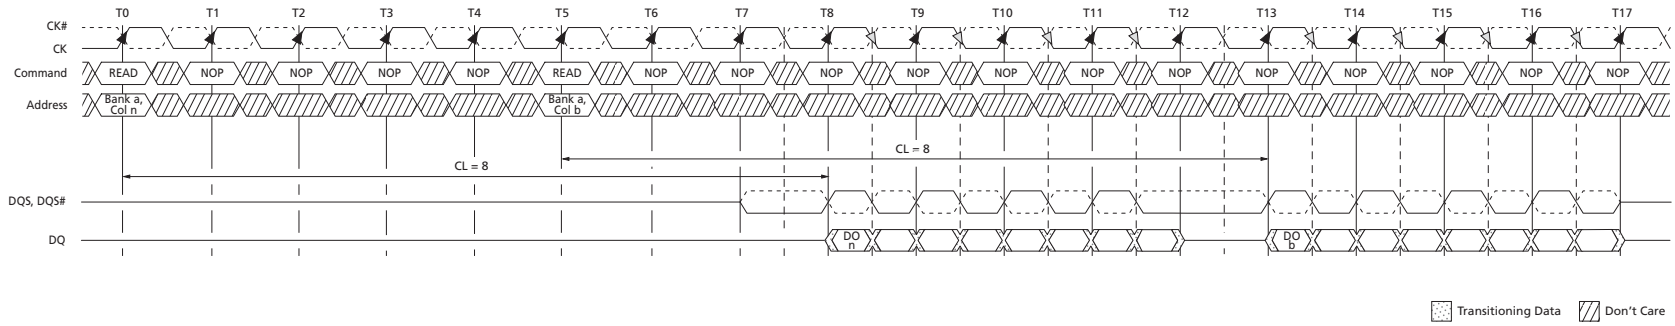 T0 T1 T2 T3 T4 T5 T6 T7 T8 T9 T10 T11 T12 T13 T14 T15 T16 T17
CK#
CK
Command READ NOP NOP NOP NOP READ NOP NOP NOP NOP NOP NOP NOP NOP NOP NOP NOP NOP
Address Bank a, Bank a,
Col n Col b
CL = 8
CL = 8
DQS, DQS#
DQ DO DO
n b
Transitioning Data Don't Care